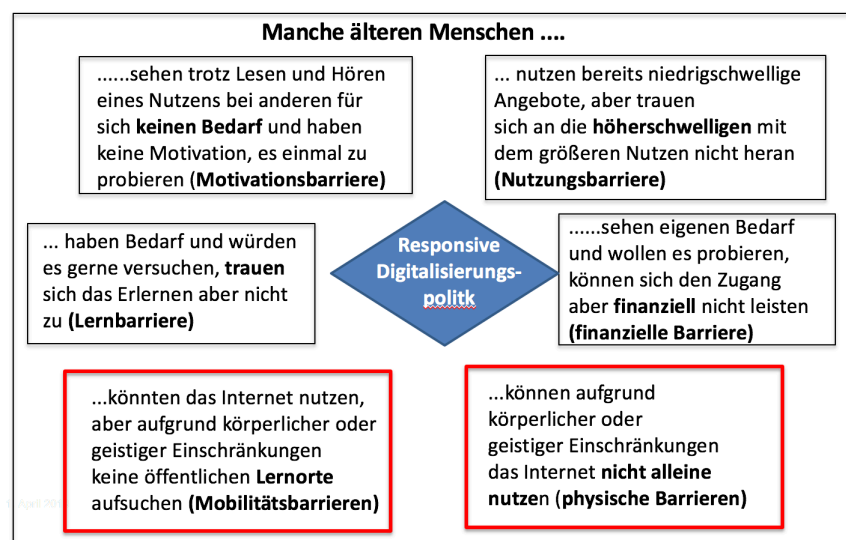 Manche älteren Menschen ....
......sehen trotz Lesen und Hören
eines Nutzens bei anderen für
sich keinen Bedarf und haben
keine Motivation, es einmal zu
probieren (Motivationsbarriere)
... nutzen bereits niedrigschwellige
Angebote, aber trauen
sich an die höherschwelligen mit
dem größeren Nutzen nicht heran
(Nutzungsbarriere)
... haben Bedarf und würden
es gerne versuchen, trauen
sich das Erlernen aber nicht
zu (Lernbarriere)
Responsive
Digitalisierungs-
politk
......sehen eigenen Bedarf
und wollen es probieren,
können sich den Zugang
aber finanziell nicht leisten
(finanzielle Barriere)
...könnten das Internet nutzen,
aber aufgrund körperlicher oder
geistiger Einschränkungen
keine öffentlichen Lernorte
aufsuchen (Mobilitätsbarrieren)
...können aufgrund
körperlicher oder
geistiger Einschränkungen
das Internet nicht alleine
nutzen (physische Barrieren)